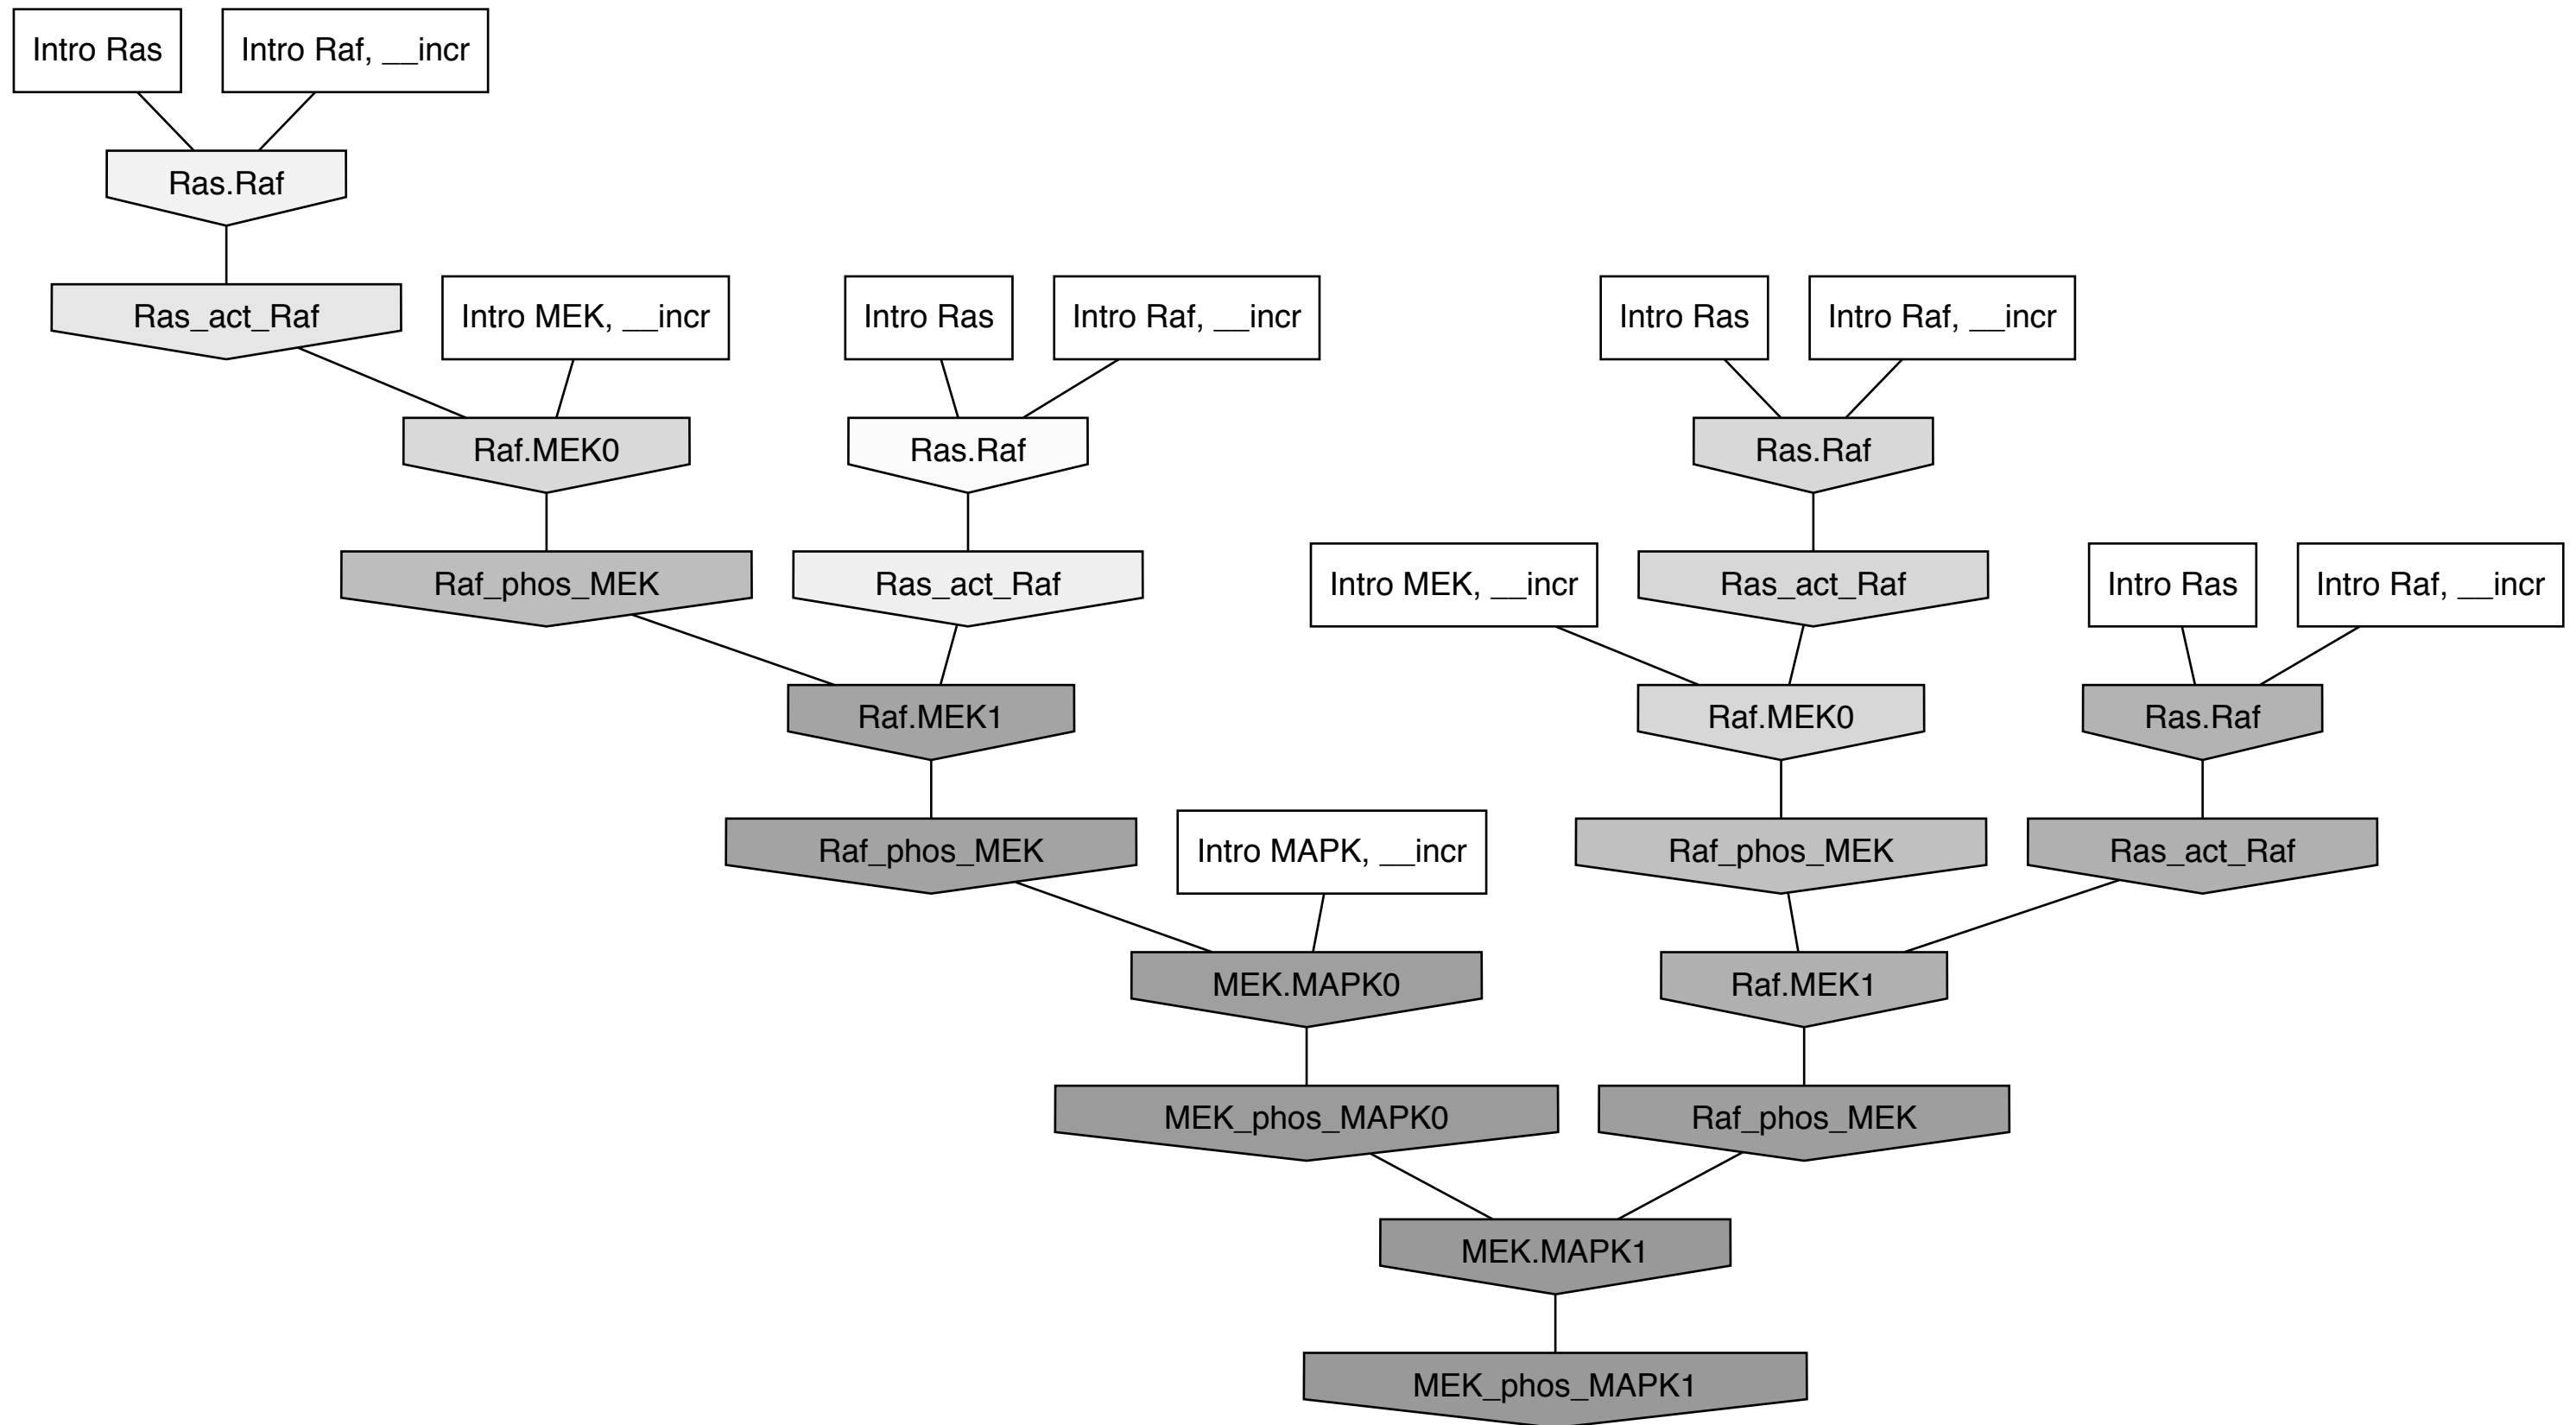 Intro Ras
Intro Raf, __incr
Ras.Raf
Ras_act_Raf
Intro MEK, __incr
Intro Ras
Intro Raf, __incr
Intro Ras
Intro Raf, __incr
Raf.MEK0
Ras.Raf
Ras.Raf
Raf_phos_MEK
Ras_act_Raf
Intro MEK, __incr
Ras_act_Raf
Intro Ras
Intro Raf, __incr
Raf.MEK1
Raf.MEK0
Ras.Raf
Raf_phos_MEK
Intro MAPK, __incr
Raf_phos_MEK
Ras_act_Raf
MEK.MAPK0
Raf.MEK1
MEK_phos_MAPK0
Raf_phos_MEK
MEK.MAPK1
MEK_phos_MAPK1